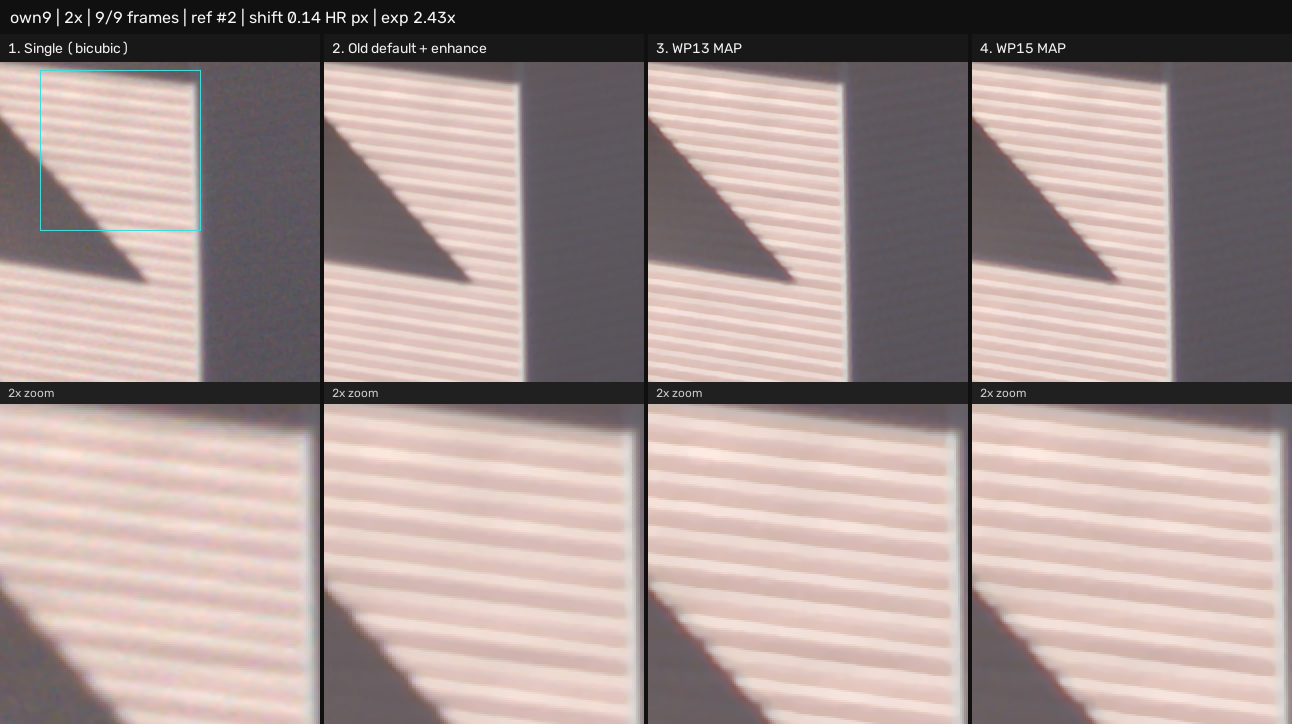 own9 | 2x | 9/9 frames | ref #2 | shift 0.14 HR px | exp 2.43x
1. Single (bicubic)
2. Old default + enhance
3. WP13 MAP
4. WP15 MAP
2x zoom
2x zoom
2x zoom
2x zoom